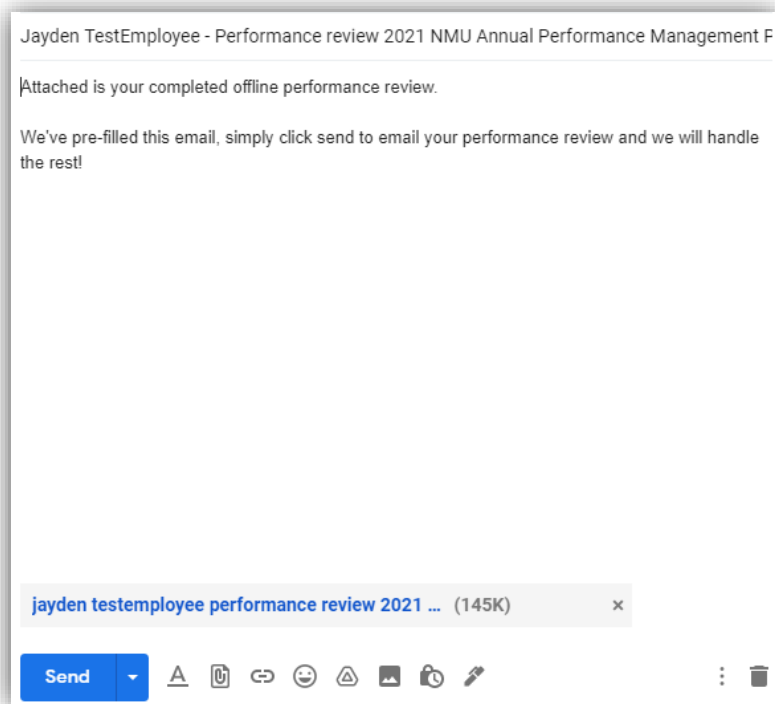 Jayden TestEmployee - Performance review 2021 NMU Annual Performance Management
Attached is your completed offline performance review.
We've pre-filled this email, simply click send to email your performance review and we will handle
the rest!
jayden testemployee performance review 2021 ... (145K) ×
Send